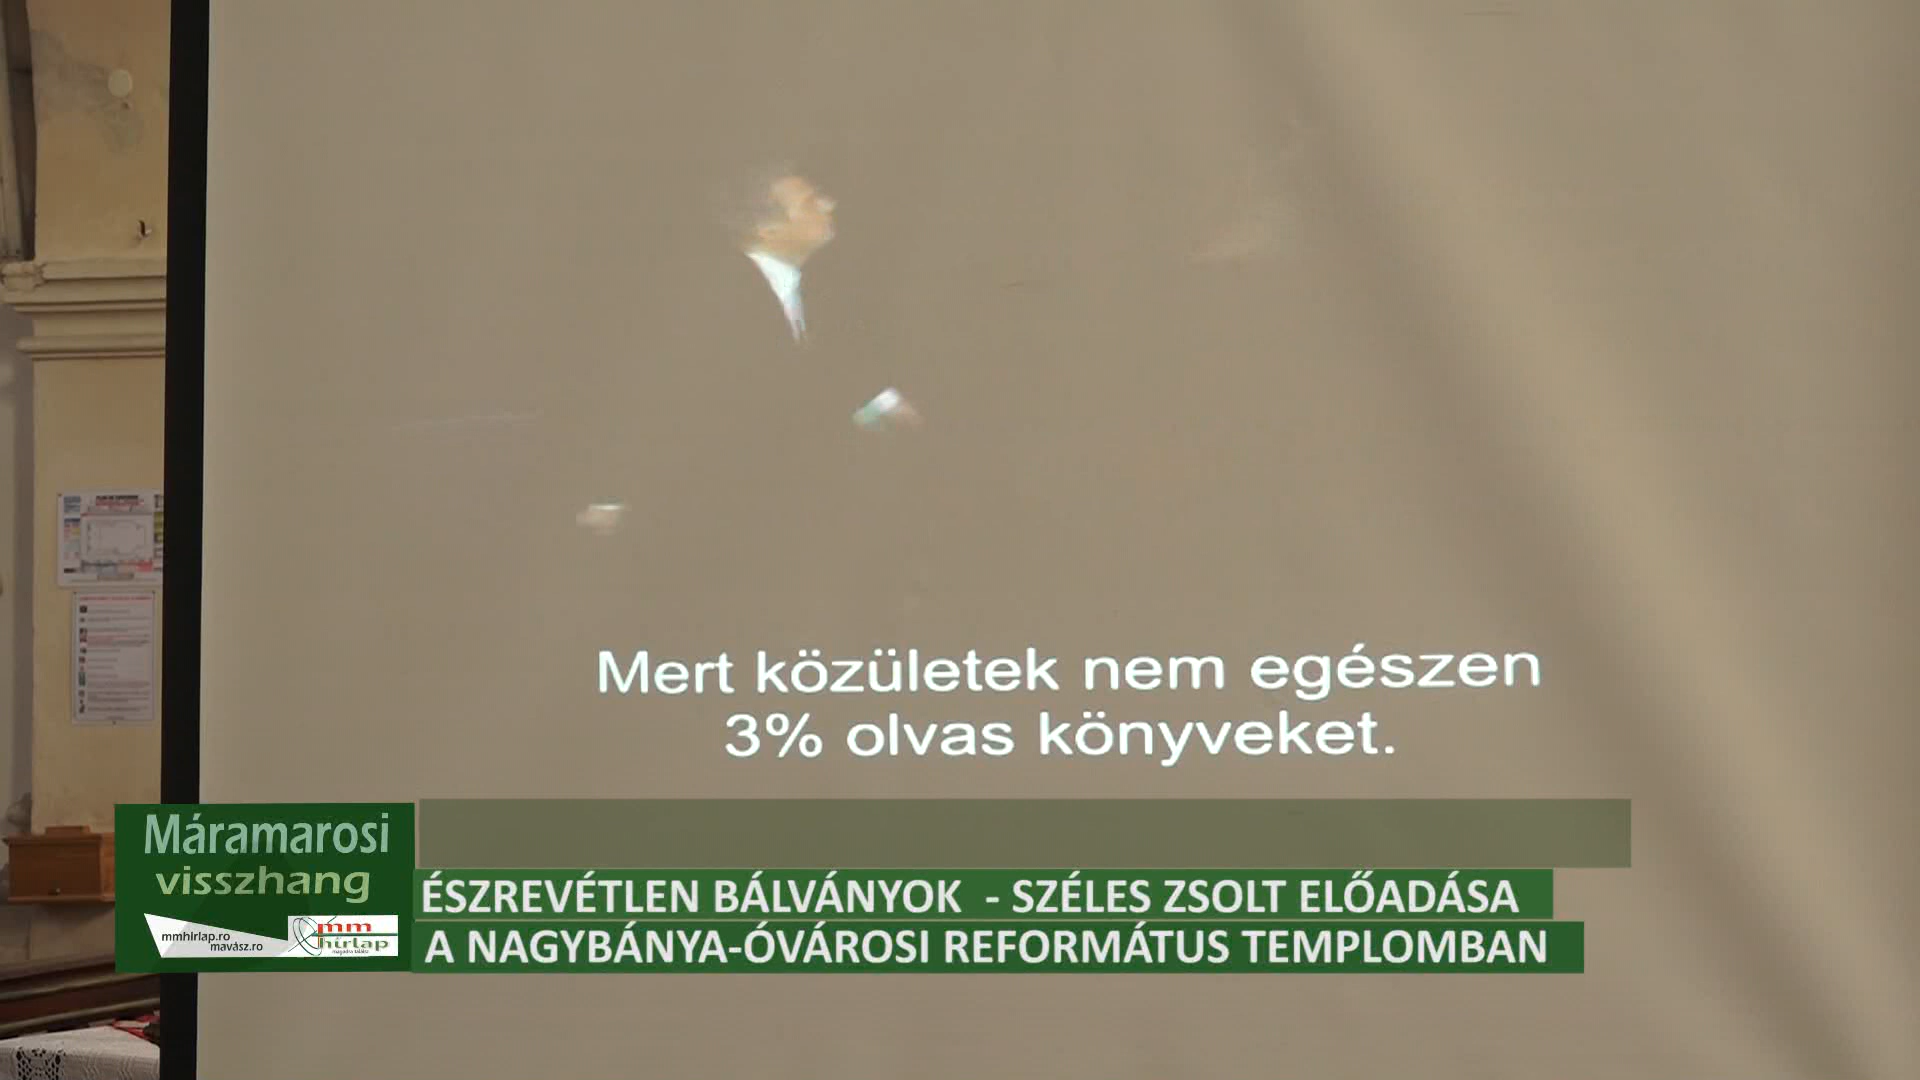 Mert közületek nem egészen
3% olvas könyveket.
Máramarosi
visszhang
mmhirlap.ro
mavász.ro
mm
hírlap
ÉSZREVÉTLEN BÁLVÁNYOK - SZÉLES ZSOLT ELŐADÁSA
A NAGYBÁNYA-ÓVÁROSI REFORMÁTUS TEMPLOMBAN